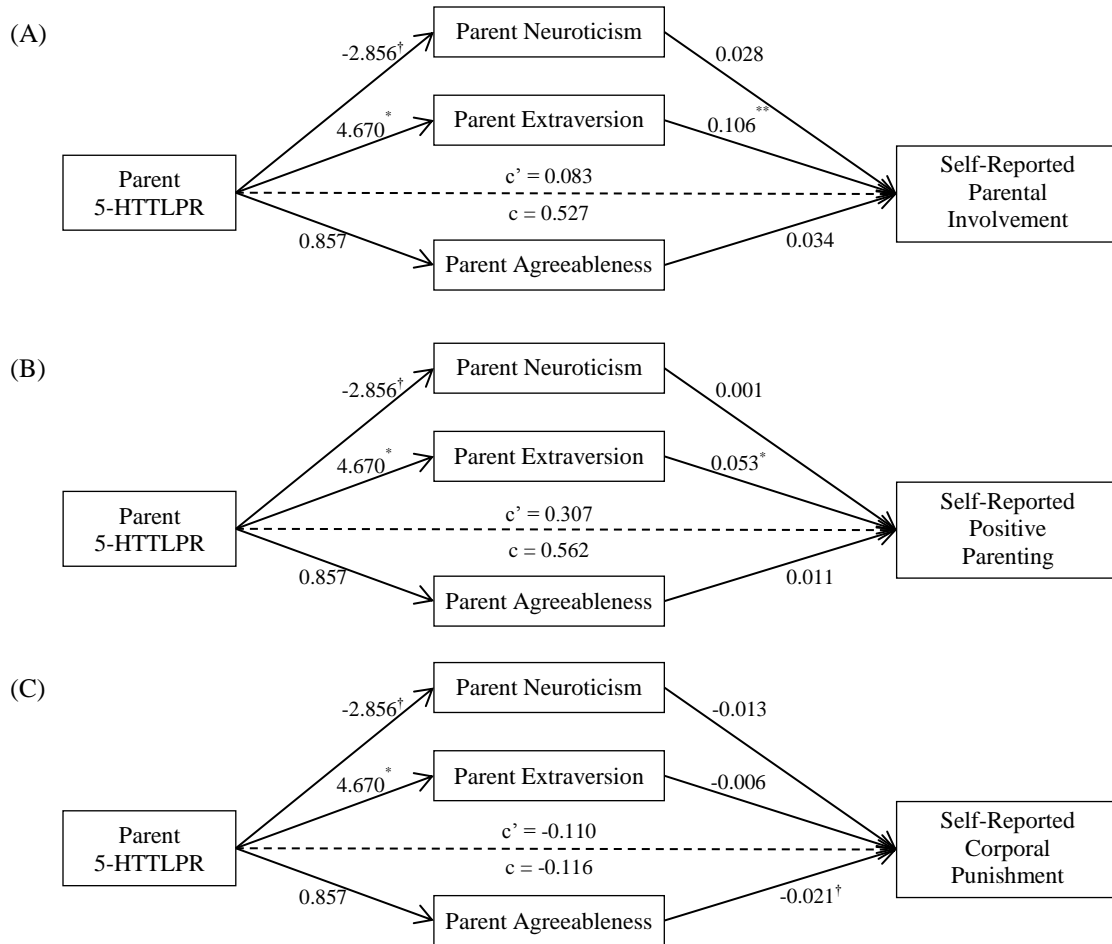 (A)
Parent Neuroticism
-2.856†
0.028
Parent Extraversion
4.670*
0.106**
Parent
5-HTTLPR
c’ = 0.083
c = 0.527
Self-Reported
Parental
Involvement
0.857
Parent Agreeableness
0.034
(B)
Parent Neuroticism
-2.856†
0.001
Parent Extraversion
4.670*
0.053*
Parent
5-HTTLPR
c’ = 0.307
c = 0.562
Self-Reported
Positive
Parenting
0.857
Parent Agreeableness
0.011
(C)
Parent Neuroticism
-2.856†
-0.013
Parent Extraversion
4.670*
-0.006
Parent
5-HTTLPR
c’ = -0.110
c = -0.116
Self-Reported
Corporal
Punishment
0.857
Parent Agreeableness
-0.021†